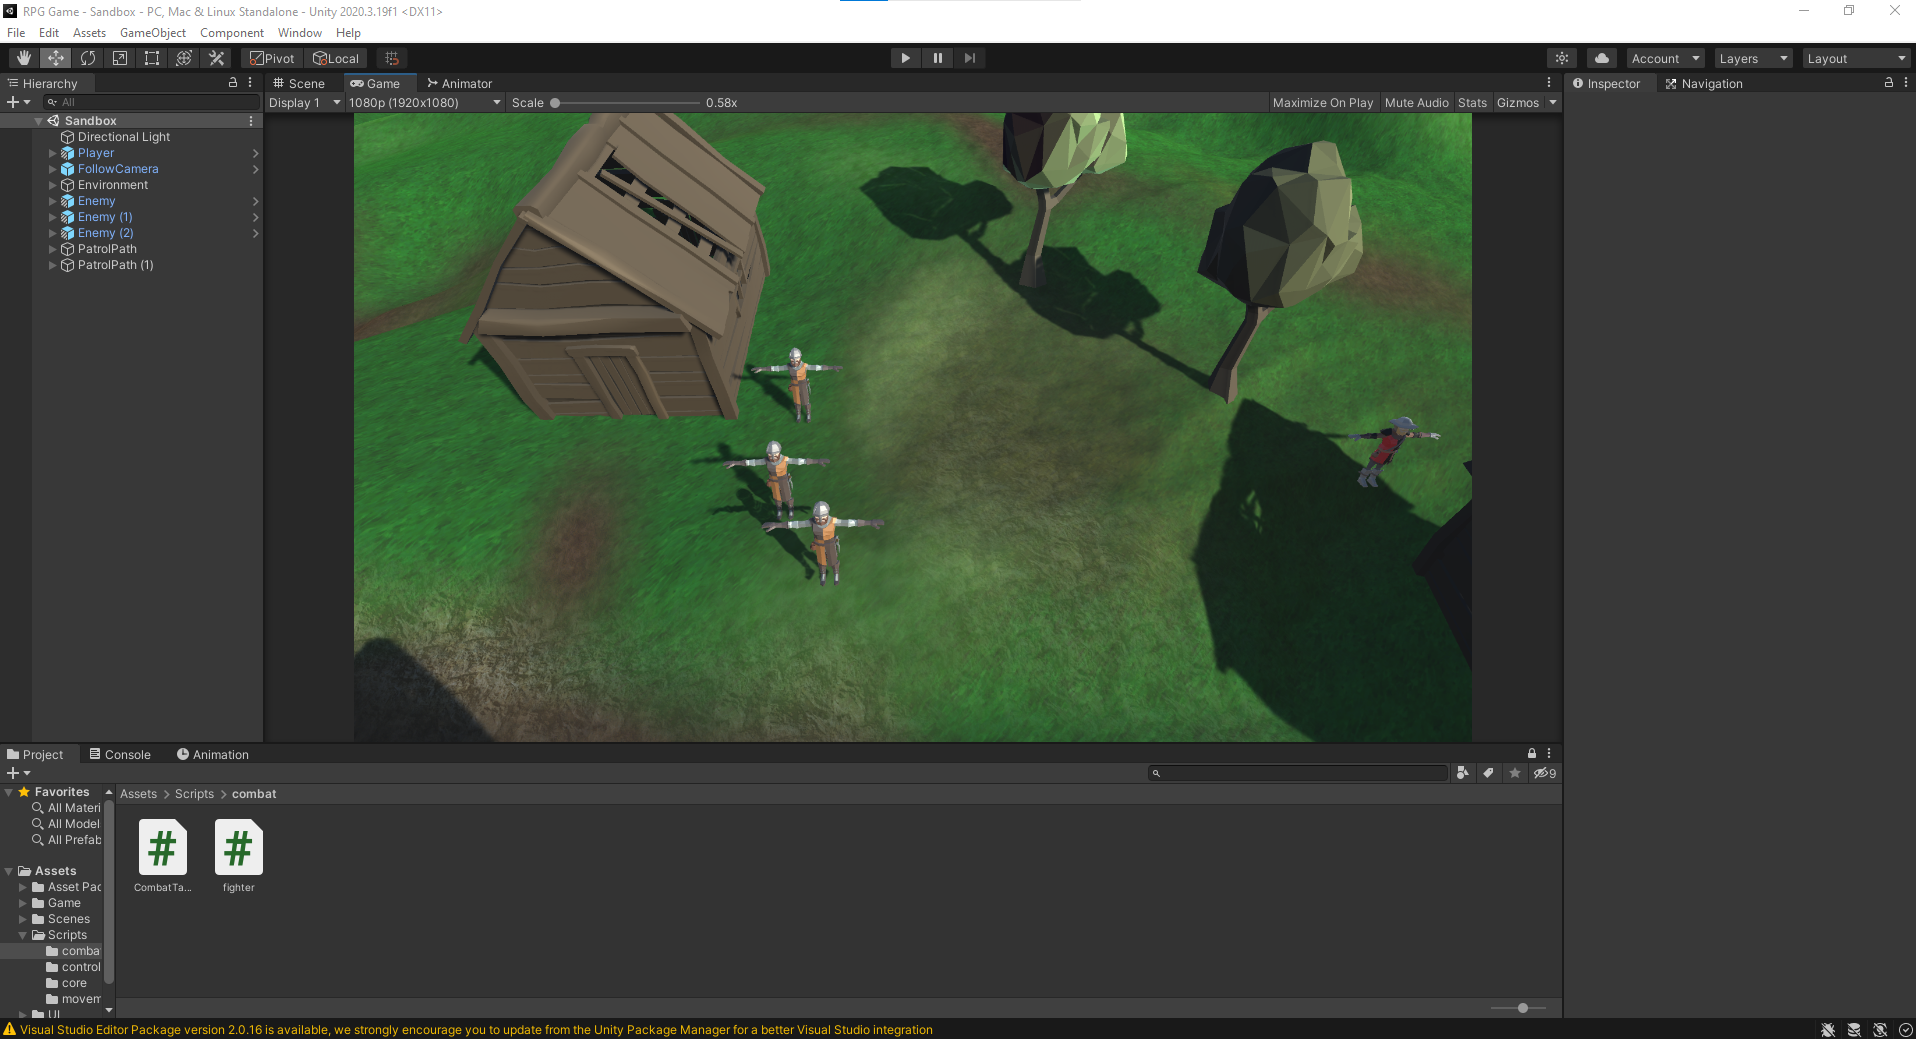 RPG Game - Sandbox - PC, Mac & Linux Standalone - Unity 2020.3.19f1 <DX11>
File Edit Assets GameObject Component Window Help
Pivot Local Account Layers Layout
Hierarchy
All
Sandbox
Directional Light
Player
FollowCamera
Environment
Enemy
Enemy (1)
Enemy (2)
PatrolPath
PatrolPath (1)
Scene Game Animator
Display 1 1080p (1920x1080) Scale 0.58x Maximize On Play Mute Audio Stats Gizmos
Inspector Navigation
Project Console Animation
9
Favorites
All Materi
All Model
All Prefab
Assets
Asset Pac
Game
Scenes
Scripts
comba
control
core
movem
UI
Assets > Scripts > combat
# #
CombatTa... fighter
Visual Studio Editor Package version 2.0.16 is available, we strongly encourage you to update from the Unity Package Manager for a better Visual Studio integration